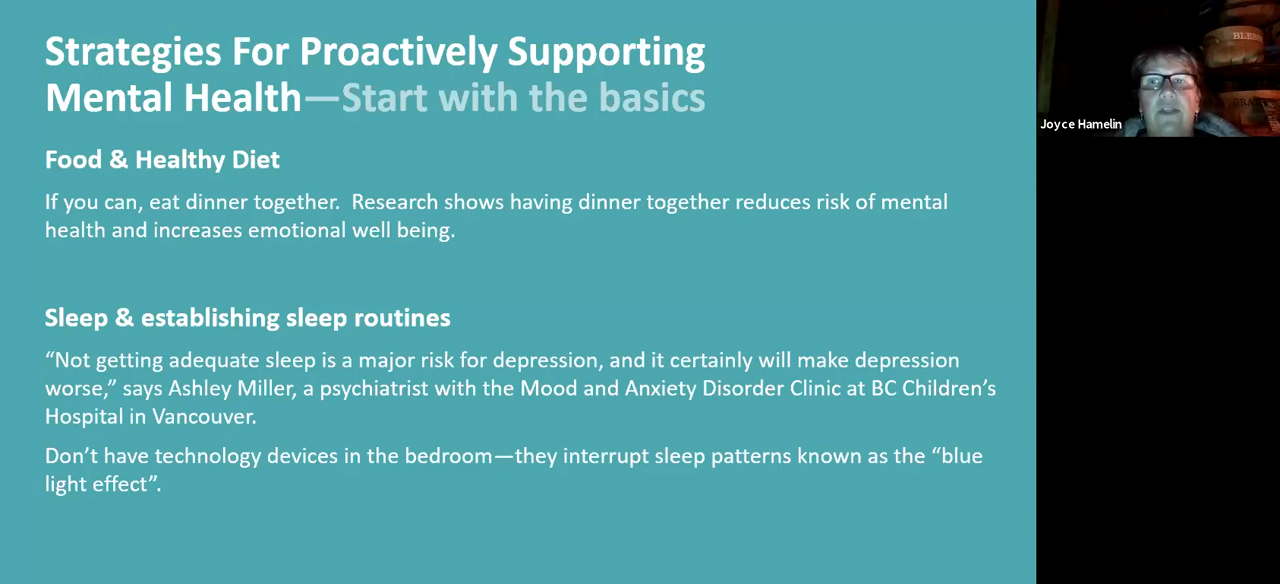 Strategies For Proactively Supporting
Mental Health—Start with the basics
Food & Healthy Diet
If you can, eat dinner together.  Research shows having dinner together reduces risk of mental
health and increases emotional well being.
Sleep & establishing sleep routines
“Not getting adequate sleep is a major risk for depression, and it certainly will make depression
worse,” says Ashley Miller, a psychiatrist with the Mood and Anxiety Disorder Clinic at BC Children’s
Hospital in Vancouver.
Don’t have technology devices in the bedroom—they interrupt sleep patterns known as the “blue
light effect”.
Joyce Hamelin